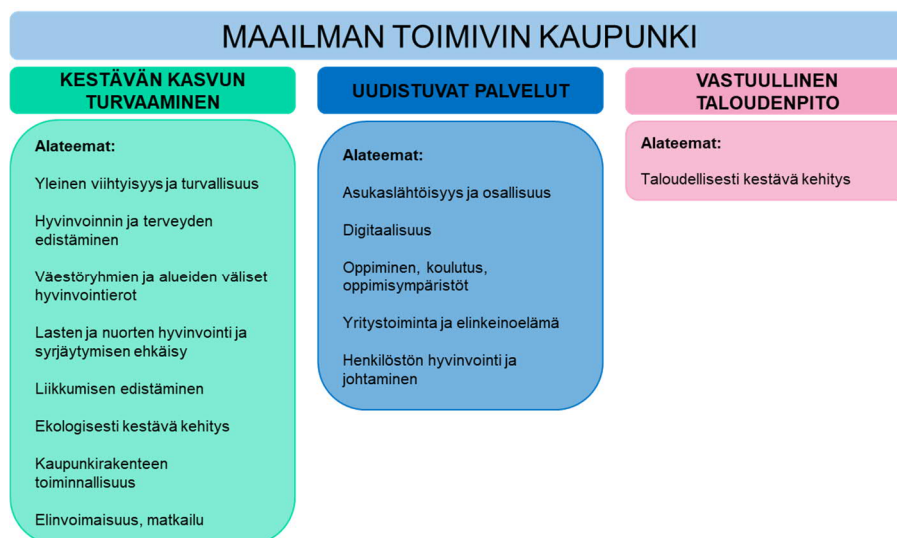 MAAILMAN TOIMIVIN KAUPUNKI
KESTÄVÄN KASVUN
TURVAAMINEN
Alateemat:
Yleinen viihtyisyys ja turvallisuus
Hyvinvoinnin ja terveyden
edistäminen
Väestöryhmien ja alueiden väliset
hyvinvointierot
Lasten ja nuorten hyvinvointi ja
syrjäytymisen ehkäisy
Liikkumisen edistäminen
Ekologisesti kestävä kehitys
Kaupunkirakenteen
toiminnallisuus
Elinvoimaisuus, matkailu
UUDISTUVAT PALVELUT
Alateemat:
Asukaslähtöisyys ja osallisuus
Digitaalisuus
Oppiminen, koulutus,
oppimisympäristöt
Yritystoiminta ja elinkeinoelämä
Henkilöstön hyvinvointi ja
johtaminen
VASTUULLINEN
TALOUDENPITO
Alateemat:
Taloudellisesti kestävä kehitys